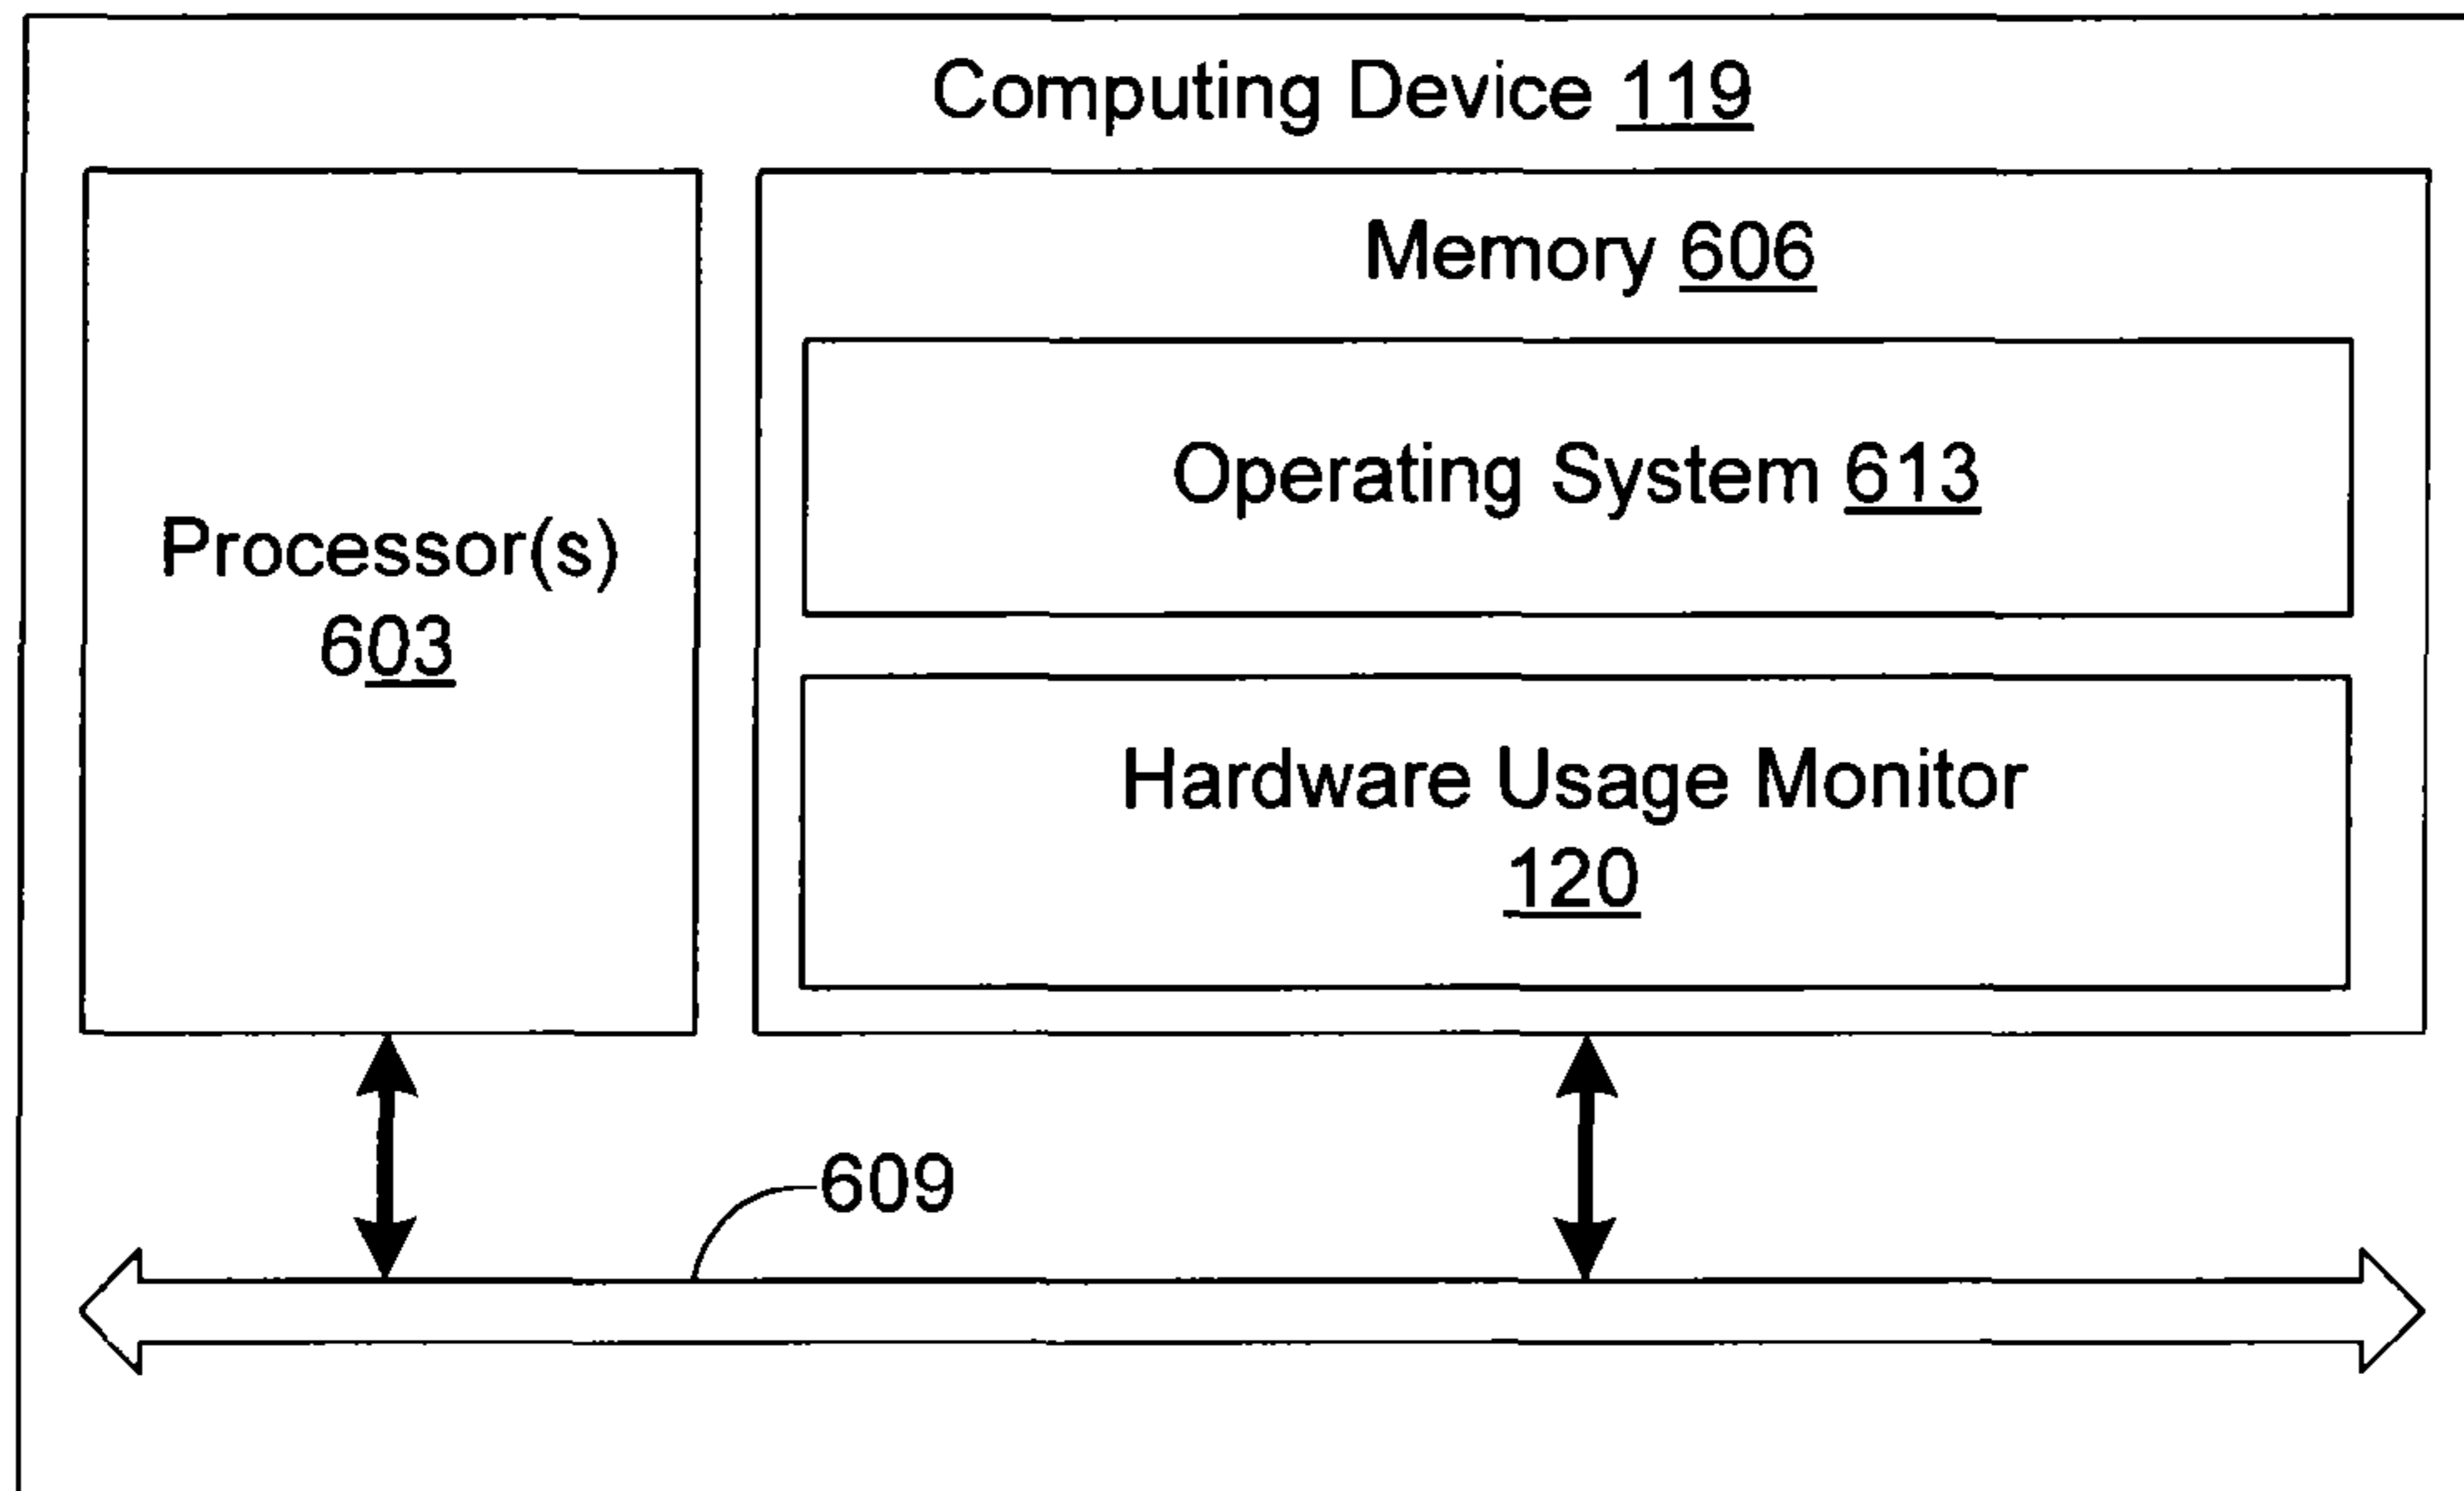 Computing Device 119
Memory 606
Operating System 613
Processor(s)
603
Hardware Usage Monitor
120
609